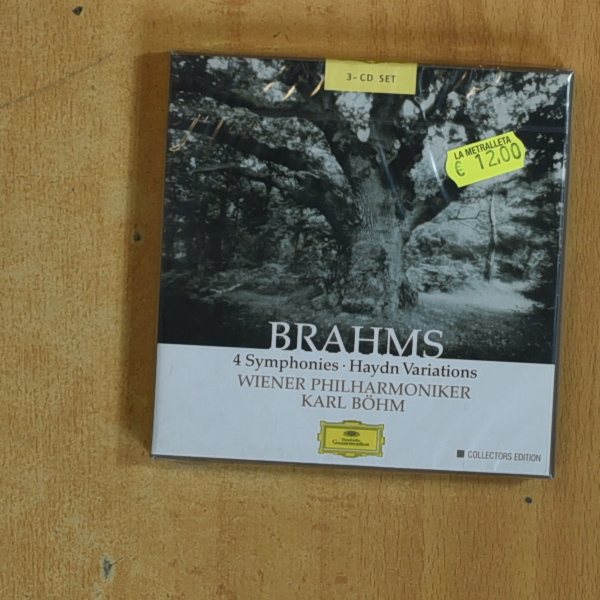 3-CD SET
LA METRALLETA
€ 12,00
BRAHMS
4 Symphonies · Haydn Variations
WIENER PHILHARMONIKER
KARL BÖHM
Deutsche
Grammophon
COLLECTORS EDITION